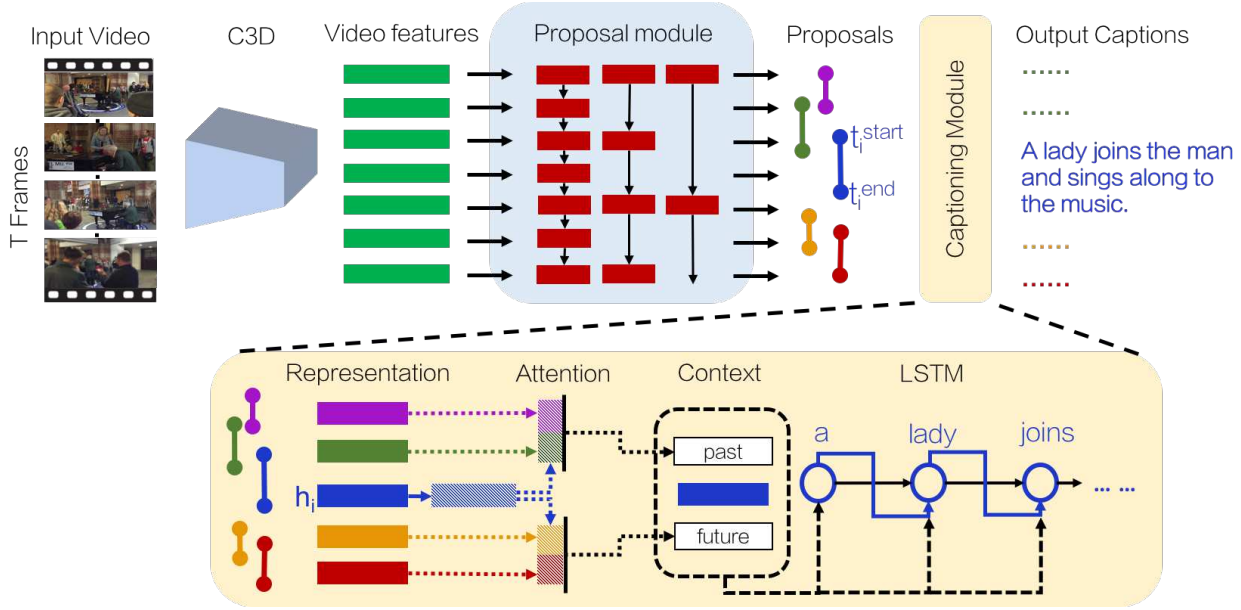 Input Video
C3D
Video features
Proposal module
Proposals
Captioning Module
Output Captions
T Frames
t_i^start
t_i^end
......
......
A lady joins the man
and sings along to
the music.
......
......
Representation
Attention
Context
LSTM
h_i
past
future
a
lady
joins
... ...